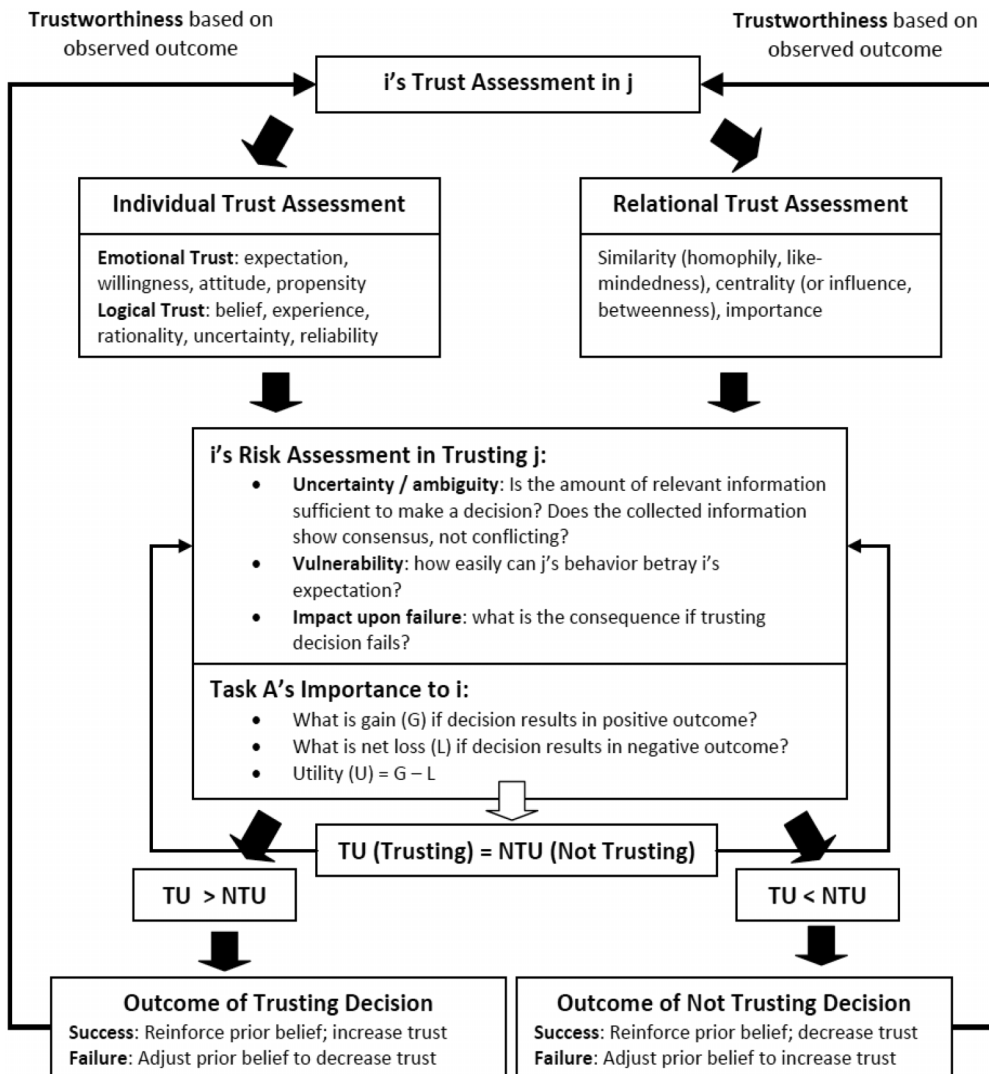 Trustworthiness based on
observed outcome
Trustworthiness based on
observed outcome
i's Trust Assessment in j
Individual Trust Assessment
Emotional Trust: expectation,
willingness, attitude, propensity
Logical Trust: belief, experience,
rationality, uncertainty, reliability
Relational Trust Assessment
Similarity (homophily, like-
mindedness), centrality (or influence,
betweenness), importance
i's Risk Assessment in Trusting j:
• Uncertainty / ambiguity: Is the amount of relevant information
sufficient to make a decision? Does the collected information
show consensus, not conflicting?
• Vulnerability: how easily can j's behavior betray i's
expectation?
• Impact upon failure: what is the consequence if trusting
decision fails?
Task A's Importance to i:
• What is gain (G) if decision results in positive outcome?
• What is net loss (L) if decision results in negative outcome?
• Utility (U) = G – L
TU (Trusting) = NTU (Not Trusting)
TU > NTU
TU < NTU
Outcome of Trusting Decision
Success: Reinforce prior belief; increase trust
Failure: Adjust prior belief to decrease trust
Outcome of Not Trusting Decision
Success: Reinforce prior belief; decrease trust
Failure: Adjust prior belief to increase trust